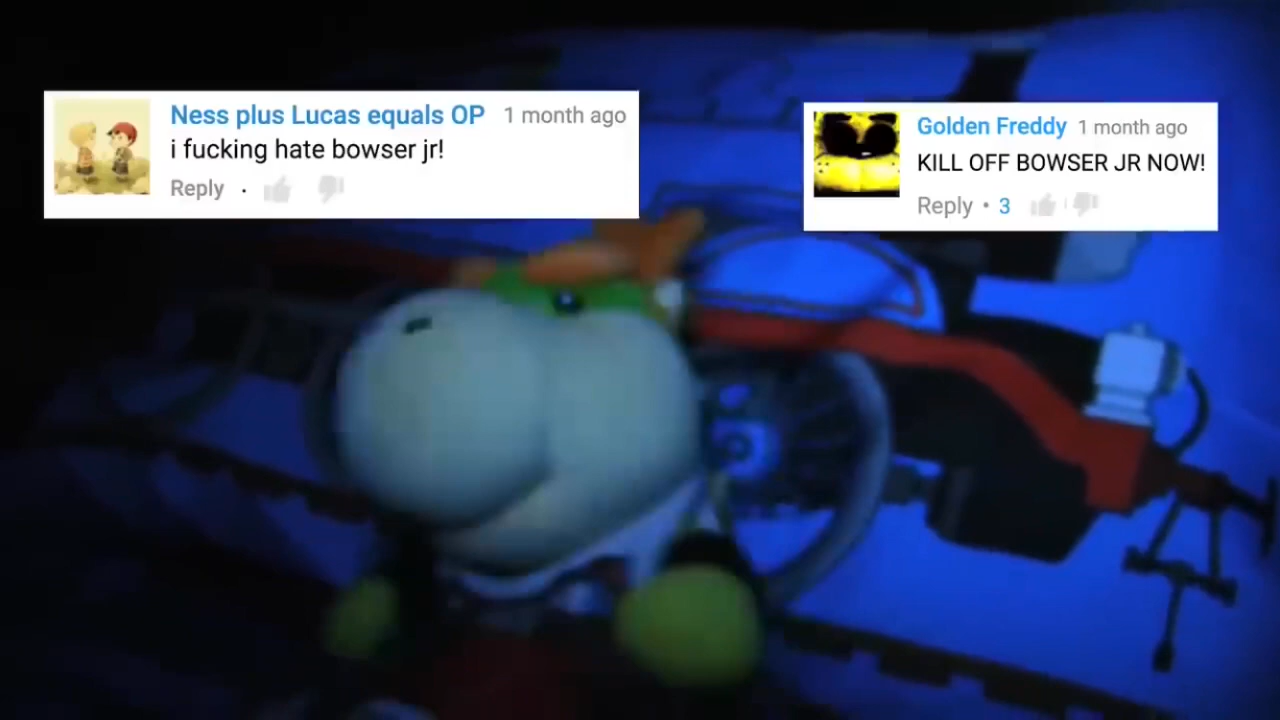 Ness plus Lucas equals OP 1 month ago
i fucking hate bowser jr!
Reply •
Golden Freddy 1 month ago
KILL OFF BOWSER JR NOW!
Reply • 3